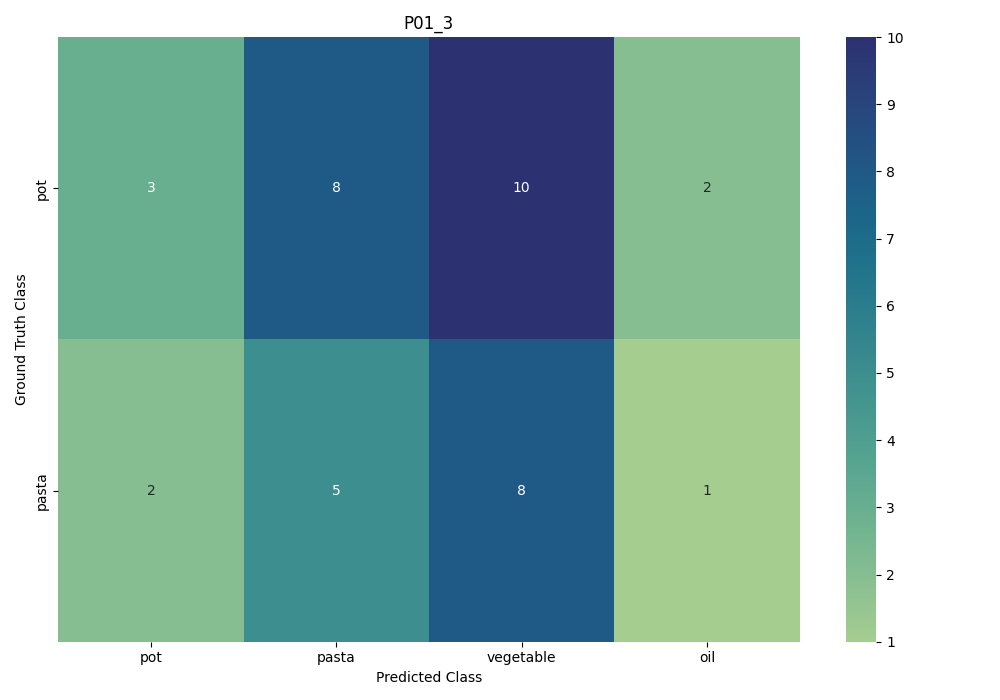 P01_3
Ground Truth Class
pot
pasta
3 8 10 2
2 5 8 1
pot pasta vegetable oil
Predicted Class
10
9
8
7
6
5
4
3
2
1